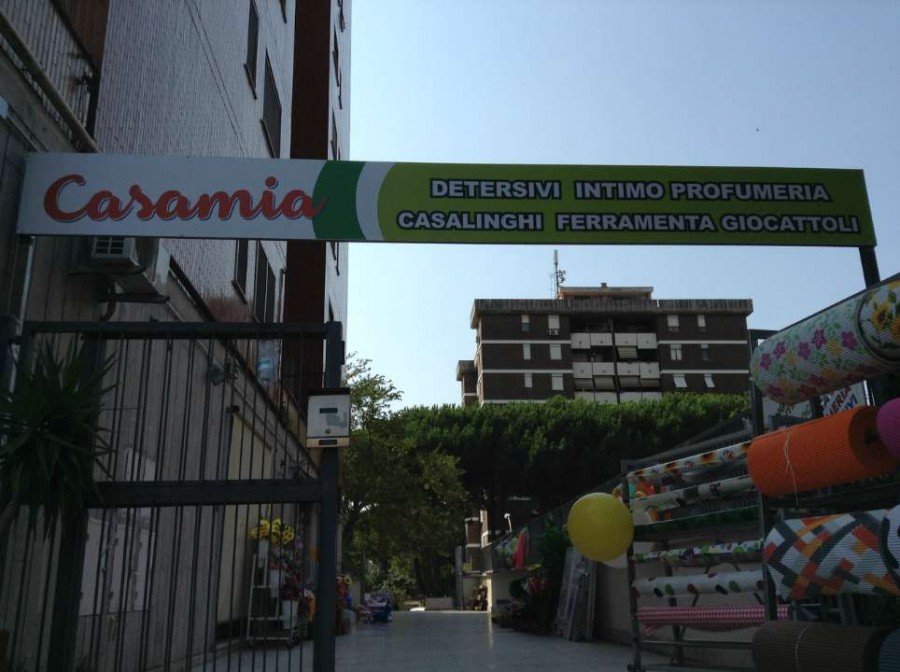 Casamia
DETERSIVI INTIMO PROFUMERIA
CASALINGHI FERRAMENTA GIOCATTOLI